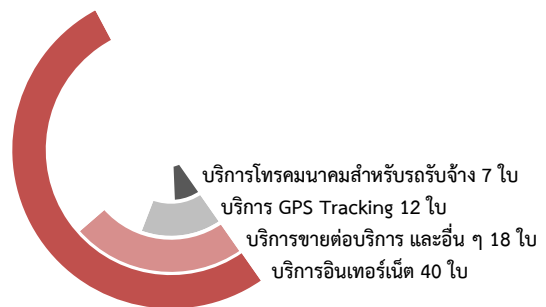 บริการโทรคมนาคมสำหรับรถรับจ้าง 7 ใบ
บริการ GPS Tracking 12 ใบ
บริการขายต่อบริการ และอื่น ๆ 18 ใบ
บริการอินเทอร์เน็ต 40 ใบ